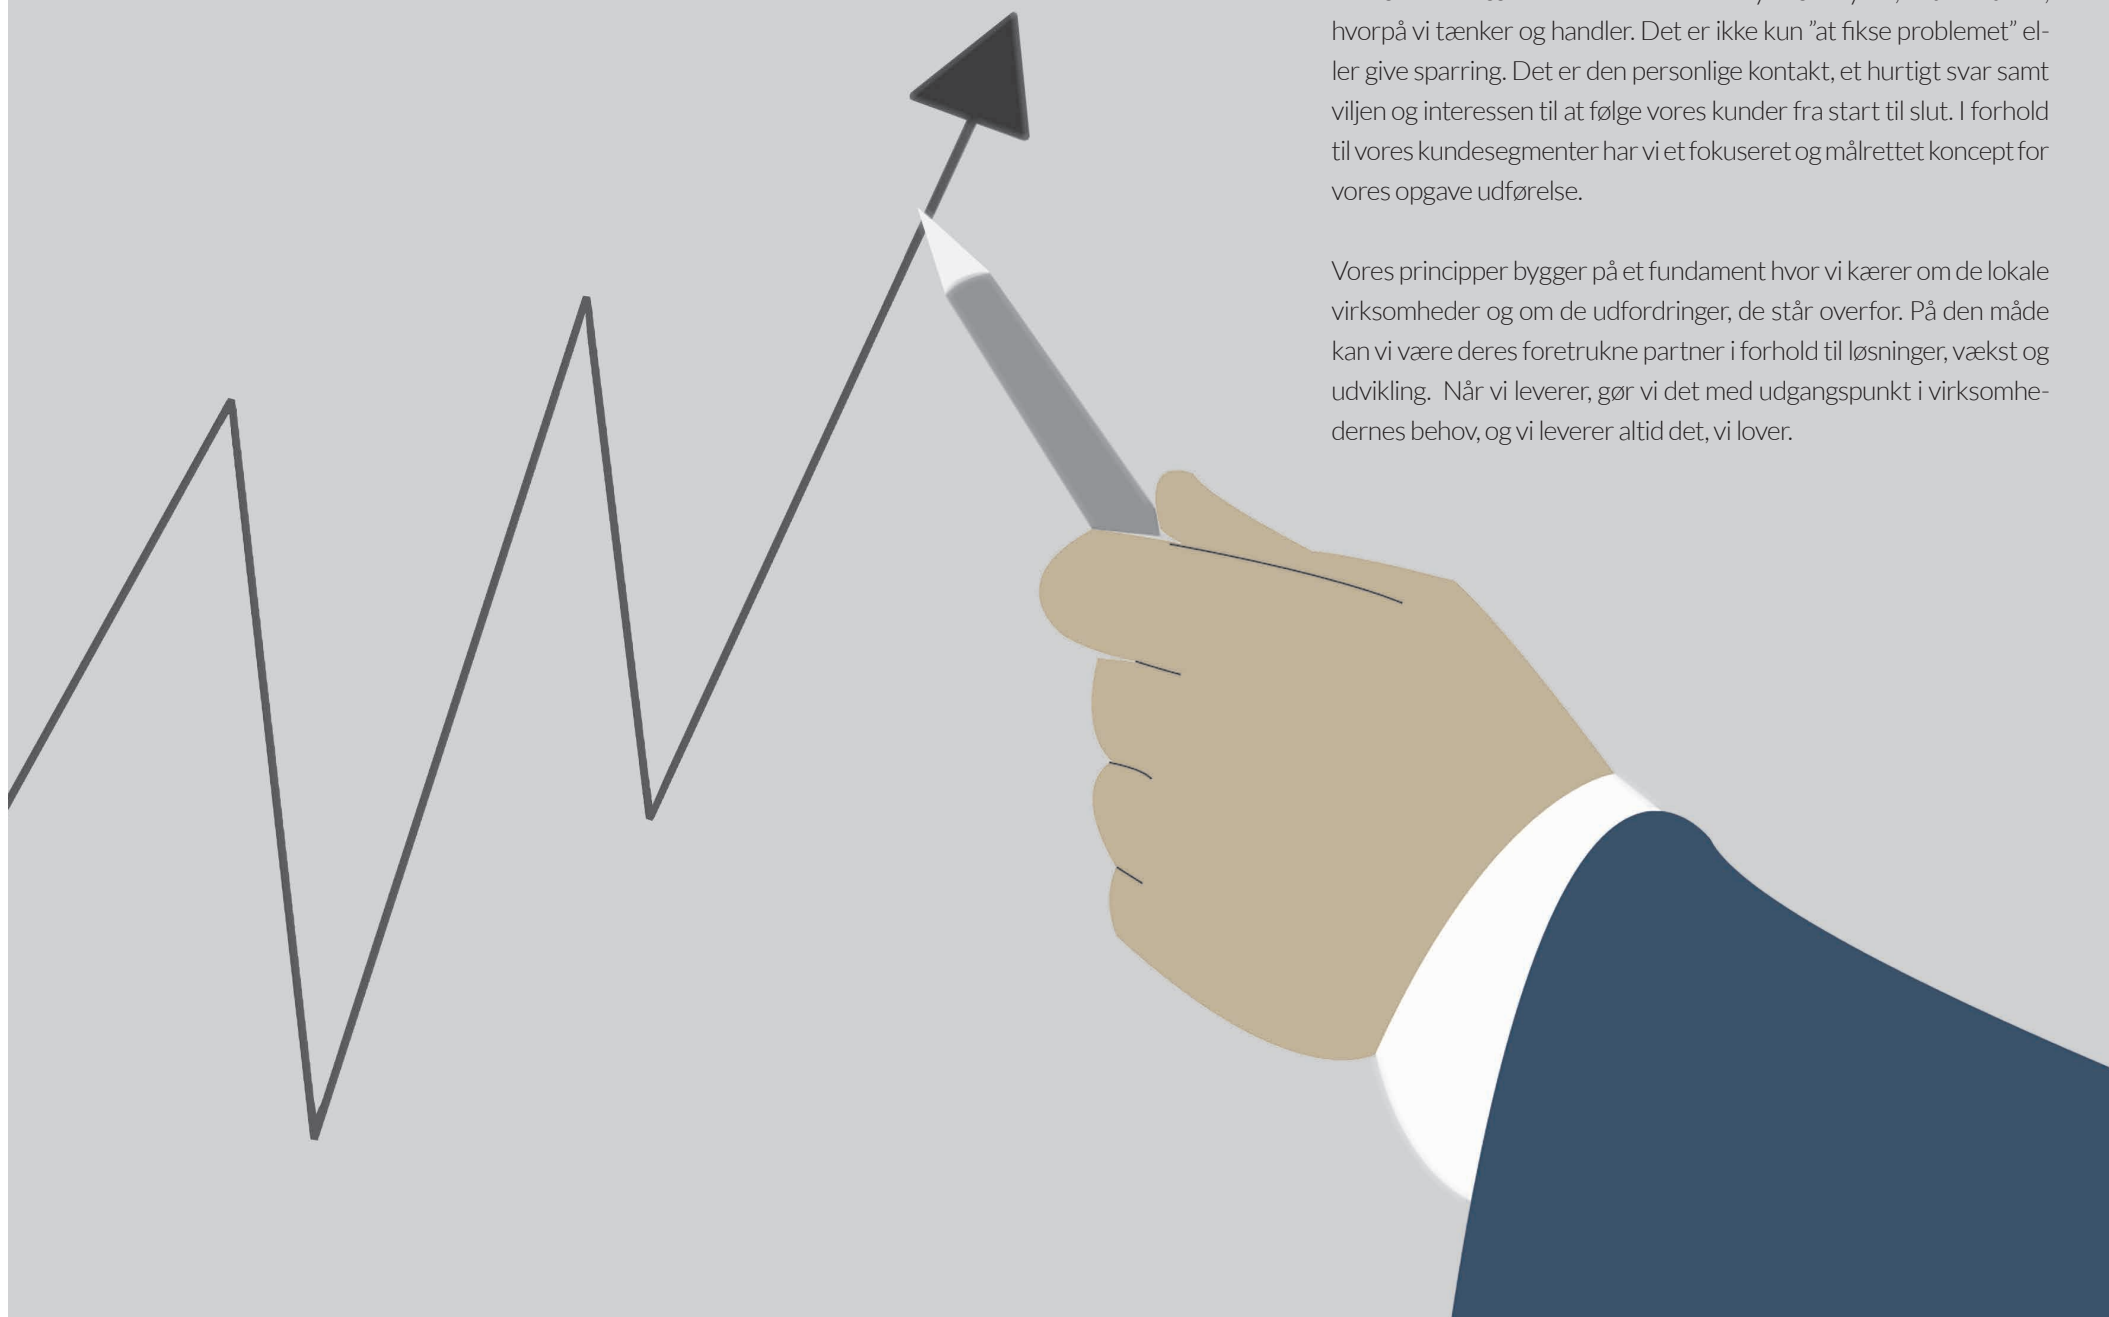 hvorpå vi tænker og handler. Det er ikke kun ”at fikse problemet” el-
ler give sparring. Det er den personlige kontakt, et hurtigt svar samt
viljen og interessen til at følge vores kunder fra start til slut. I forhold
til vores kundesegmenter har vi et fokuseret og målrettet koncept for
vores opgave udførelse.
Vores principper bygger på et fundament hvor vi kærer om de lokale
virksomheder og om de udfordringer, de står overfor. På den måde
kan vi være deres foretrukne partner i forhold til løsninger, vækst og
udvikling.  Når vi leverer, gør vi det med udgangspunkt i virksomhe-
dernes behov, og vi leverer altid det, vi lover.